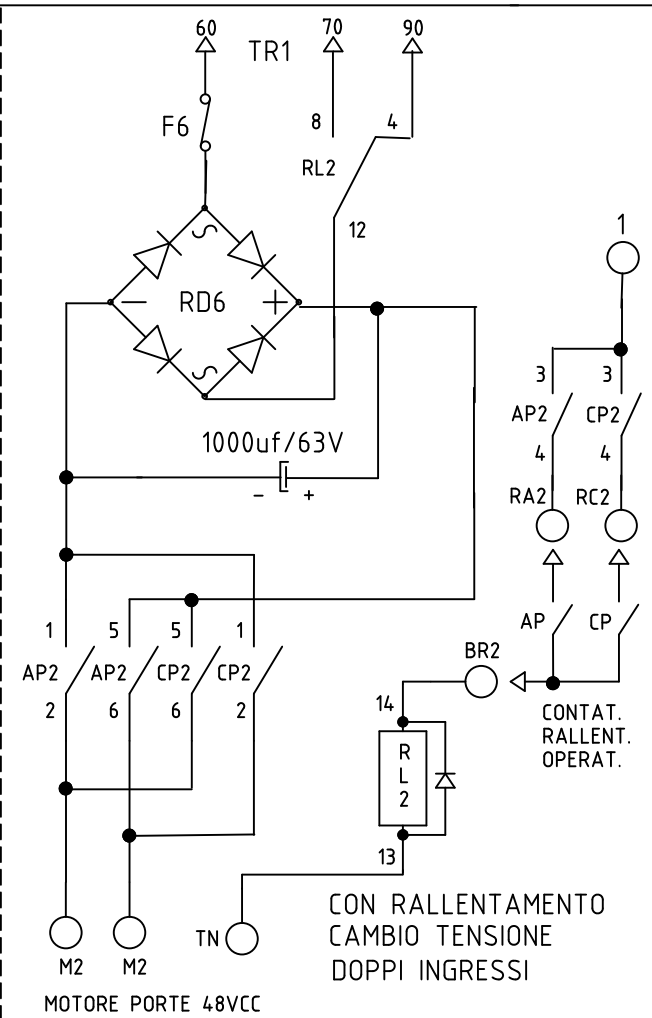 60 70 90
TR1
F6
8 4
RL2
12
1
S
− RD6 +
S
3 3
AP2 CP2
4 4
1000uf/63V
− +
RA2 RC2
1 5 5 1
AP CP
AP2 AP2 CP2 CP2
BR2
2 6 6 2
14
CONTAT.
RALLENT.
OPERAT.
R
L
2
13
CON RALLENTAMENTO
CAMBIO TENSIONE
DOPPI INGRESSI
TN
M2 M2
MOTORE PORTE 48VCC